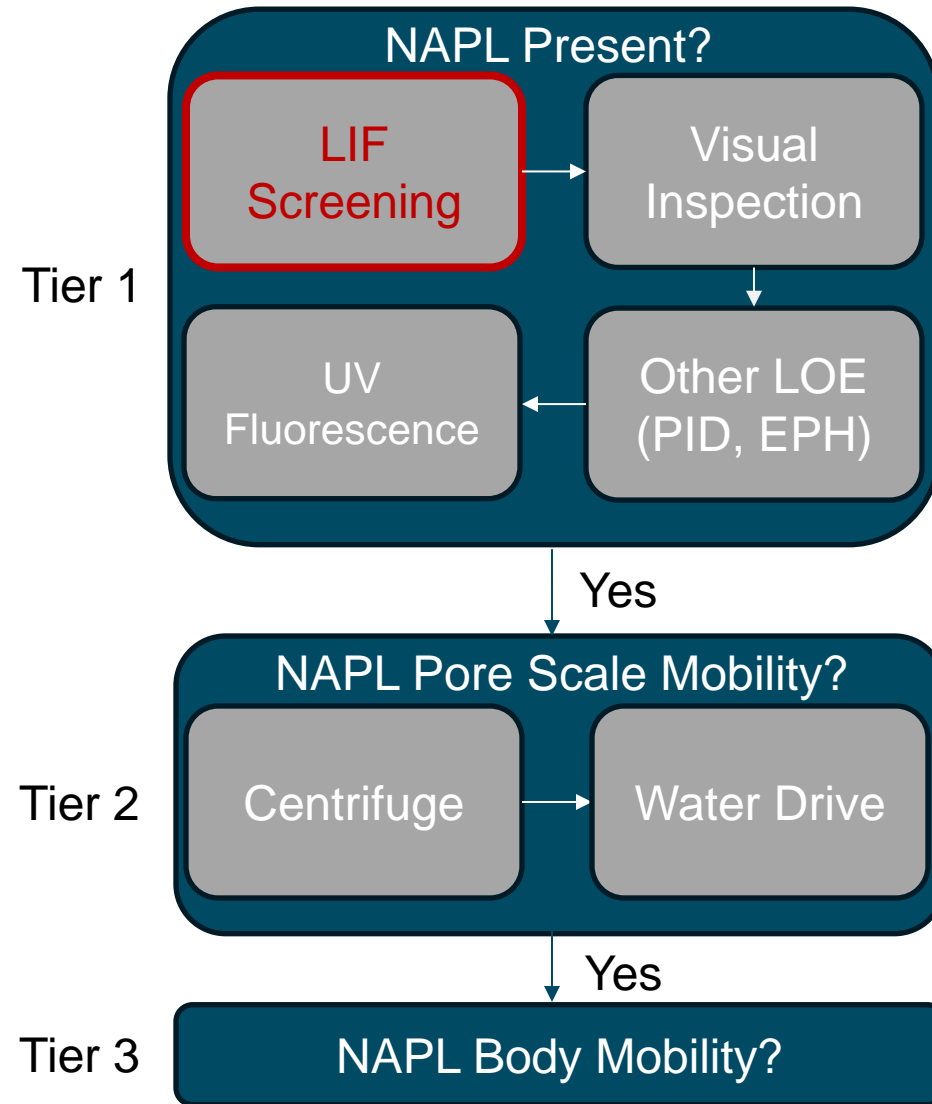 NAPL Present?
LIF
Screening
Visual
Inspection
Tier 1
UV
Fluorescence
Other LOE
(PID, EPH)
Yes
NAPL Pore Scale Mobility?
Tier 2
Centrifuge
Water Drive
Yes
Tier 3
NAPL Body Mobility?